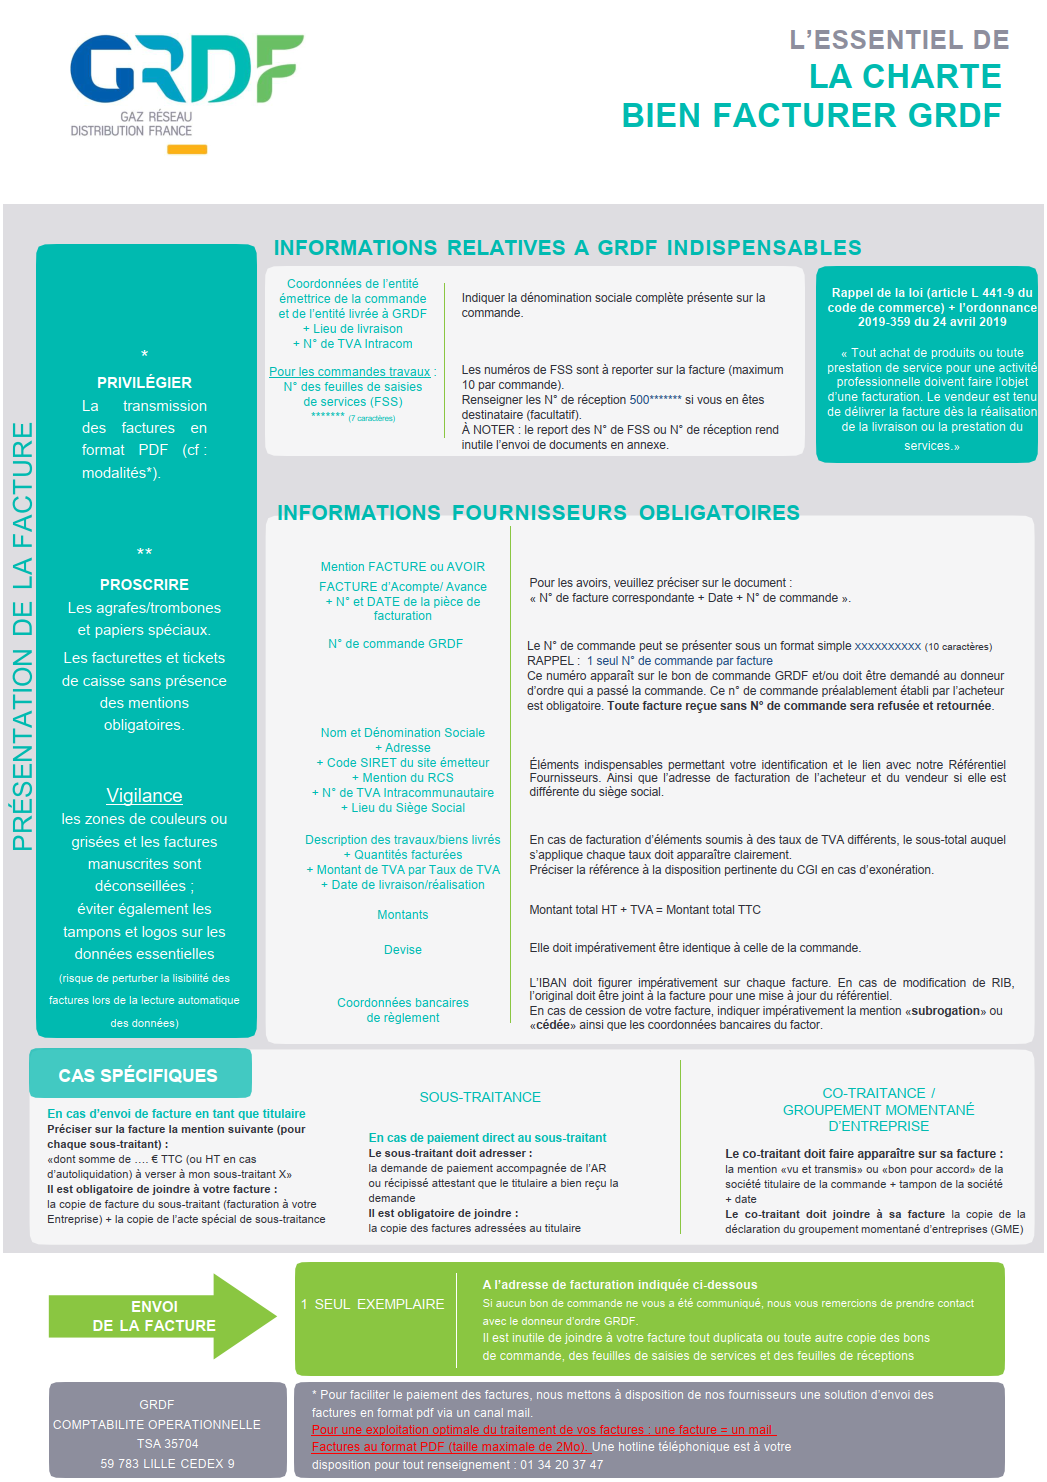 GRDF
GAZ RÉSEAU
DISTRIBUTION FRANCE
L'ESSENTIEL DE
LA CHARTE
BIEN FACTURER GRDF
PRÉSENTATION DE LA FACTURE
*
PRIVILÉGIER
La transmission
des factures en
format PDF (cf :
modalités*).
**
PROSCRIRE
Les agrafes/trombones
et papiers spéciaux.
Les facturettes et tickets
de caisse sans présence
des mentions
obligatoires.
Vigilance
les zones de couleurs ou
grisées et les factures
manuscrites sont
déconseillées ;
éviter également les
tampons et logos sur les
données essentielles
(risque de perturber la lisibilité des
factures lors de la lecture automatique
des données)
INFORMATIONS RELATIVES A GRDF INDISPENSABLES
Coordonnées de l'entité
émettrice de la commande
et de l'entité livrée à GRDF
+ Lieu de livraison
+ N° de TVA Intracom
Indiquer la dénomination sociale complète présente sur la
commande.
Pour les commandes travaux :
N° des feuilles de saisies
de services (FSS)
******* (7 caractères)
Les numéros de FSS sont à reporter sur la facture (maximum
10 par commande).
Renseigner les N° de réception 500******* si vous en êtes
destinataire (facultatif).
À NOTER : le report des N° de FSS ou N° de réception rend
inutile l'envoi de documents en annexe.
Rappel de la loi (article L 441-9 du
code de commerce) + l'ordonnance
2019-359 du 24 avril 2019
« Tout achat de produits ou toute
prestation de service pour une activité
professionnelle doivent faire l'objet
d'une facturation. Le vendeur est tenu
de délivrer la facture dès la réalisation
de la livraison ou la prestation du
services.»
INFORMATIONS FOURNISSEURS OBLIGATOIRES
Mention FACTURE ou AVOIR
FACTURE d'Acompte/ Avance
+ N° et DATE de la pièce de
facturation
Pour les avoirs, veuillez préciser sur le document :
« N° de facture correspondante + Date + N° de commande ».
N° de commande GRDF
Le N° de commande peut se présenter sous un format simple XXXXXXXXXX (10 caractères)
RAPPEL : 1 seul N° de commande par facture
Ce numéro apparaît sur le bon de commande GRDF et/ou doit être demandé au donneur
d'ordre qui a passé la commande. Ce n° de commande préalablement établi par l'acheteur
est obligatoire. Toute facture reçue sans N° de commande sera refusée et retournée.
Nom et Dénomination Sociale
+ Adresse
+ Code SIRET du site émetteur
+ Mention du RCS
+ N° de TVA Intracommunautaire
+ Lieu du Siège Social
Éléments indispensables permettant votre identification et le lien avec notre Référentiel
Fournisseurs. Ainsi que l'adresse de facturation de l'acheteur et du vendeur si elle est
différente du siège social.
Description des travaux/biens livrés
+ Quantités facturées
+ Montant de TVA par Taux de TVA
+ Date de livraison/réalisation
En cas de facturation d'éléments soumis à des taux de TVA différents, le sous-total auquel
s'applique chaque taux doit apparaître clairement.
Préciser la référence à la disposition pertinente du CGI en cas d'exonération.
Montants
Montant total HT + TVA = Montant total TTC
Devise
Elle doit impérativement être identique à celle de la commande.
Coordonnées bancaires
de règlement
L'IBAN doit figurer impérativement sur chaque facture. En cas de modification de RIB,
l'original doit être joint à la facture pour une mise à jour du référentiel.
En cas de cession de votre facture, indiquer impérativement la mention «subrogation» ou
«cédée» ainsi que les coordonnées bancaires du factor.
CAS SPÉCIFIQUES
En cas d'envoi de facture en tant que titulaire
Préciser sur la facture la mention suivante (pour
chaque sous-traitant) :
«dont somme de .... € TTC (ou HT en cas
d'autoliquidation) à verser à mon sous-traitant X»
Il est obligatoire de joindre à votre facture :
la copie de facture du sous-traitant (facturation à votre
Entreprise) + la copie de l'acte spécial de sous-traitance
SOUS-TRAITANCE
En cas de paiement direct au sous-traitant
Le sous-traitant doit adresser :
la demande de paiement accompagnée de l'AR
ou récipissé attestant que le titulaire a bien reçu la
demande
Il est obligatoire de joindre :
la copie des factures adressées au titulaire
CO-TRAITANCE /
GROUPEMENT MOMENTANÉ
D'ENTREPRISE
Le co-traitant doit faire apparaître sur sa facture :
la mention «vu et transmis» ou «bon pour accord» de la
société titulaire de la commande + tampon de la société
+ date
Le co-traitant doit joindre à sa facture la copie de la
déclaration du groupement momentané d'entreprises (GME)
ENVOI
DE LA FACTURE
1 SEUL EXEMPLAIRE
A l'adresse de facturation indiquée ci-dessous
Si aucun bon de commande ne vous a été communiqué, nous vous remercions de prendre contact
avec le donneur d'ordre GRDF.
Il est inutile de joindre à votre facture tout duplicata ou toute autre copie des bons
de commande, des feuilles de saisies de services et des feuilles de réceptions
GRDF
COMPTABILITE OPERATIONNELLE
TSA 35704
59 783 LILLE CEDEX 9
* Pour faciliter le paiement des factures, nous mettons à disposition de nos fournisseurs une solution d'envoi des
factures en format pdf via un canal mail.
Pour une exploitation optimale du traitement de vos factures : une facture = un mail
Factures au format PDF (taille maximale de 2Mo). Une hotline téléphonique est à votre
disposition pour tout renseignement : 01 34 20 37 47